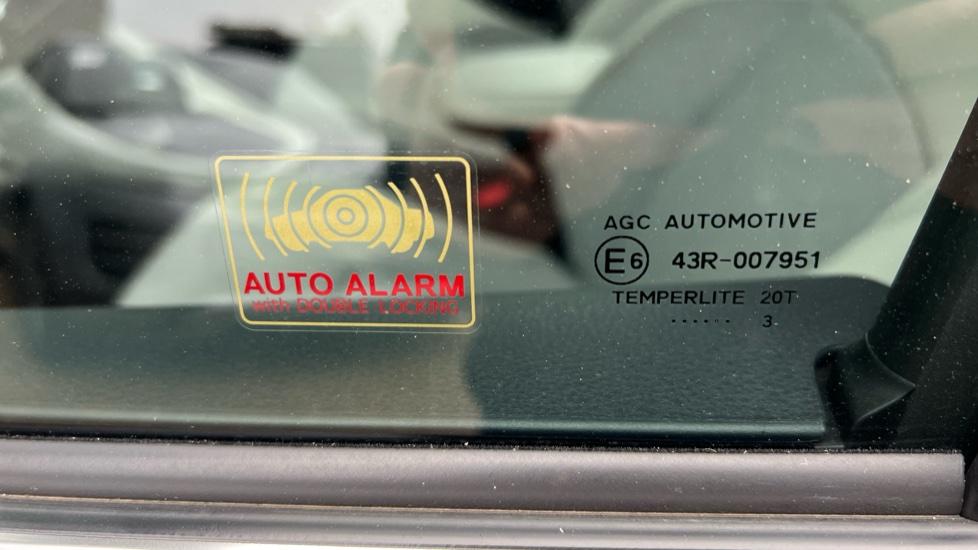 AUTO ALARM
with DOUBLE LOCKING
AGC AUTOMOTIVE
E6 43R-007951
TEMPERLITE 20T
...... 3